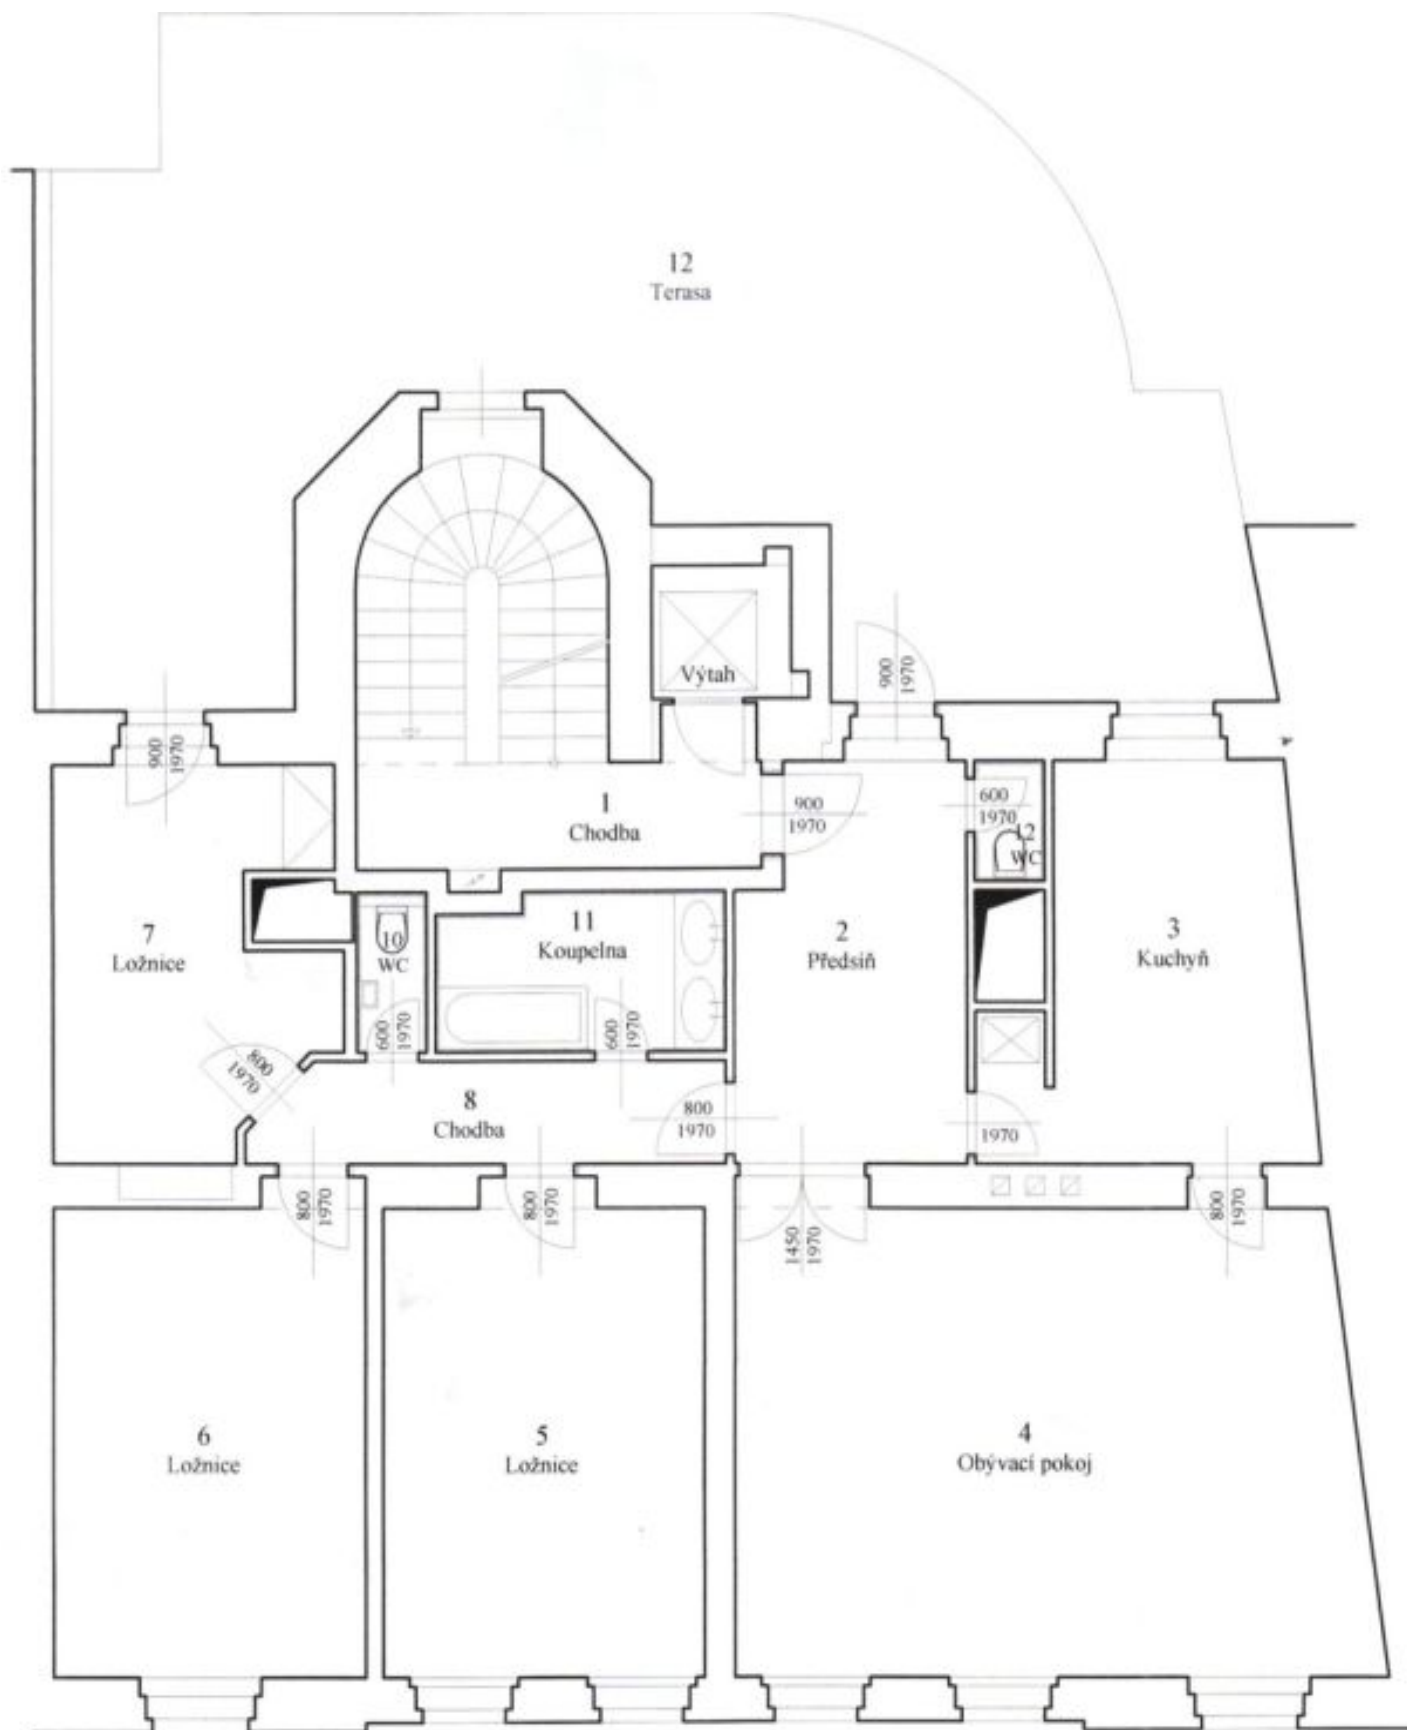 12
Terasa
Výtah
900
1970
900
1970
1
Chodba
900
1970
600
1970
12
WC
7
Ložnice
10
WC
11
Koupelna
2
Předsíň
3
Kuchyň
600
1970
600
1970
800
1970
8
Chodba
800
1970
1970
800
1970
800
1970
1450
1970
800
1970
6
Ložnice
5
Ložnice
4
Obývací pokoj